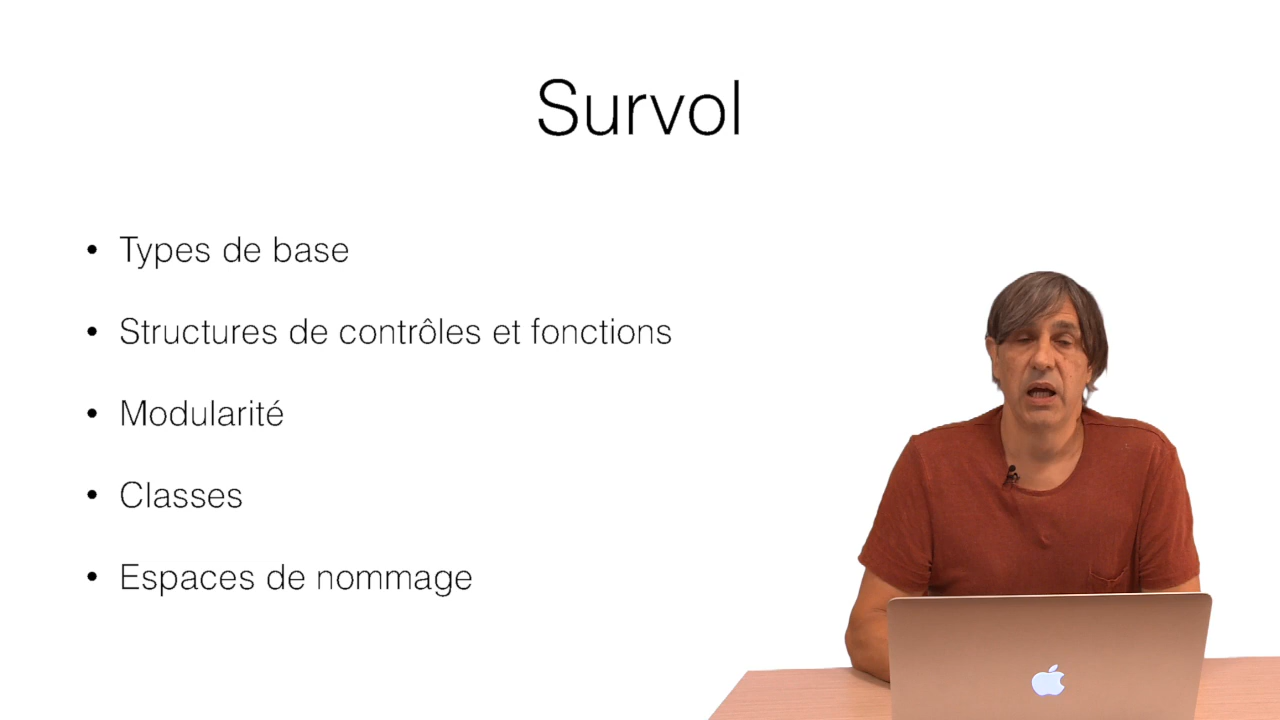 Survol
• Types de base
• Structures de contrôles et fonctions
• Modularité
• Classes
• Espaces de nommage